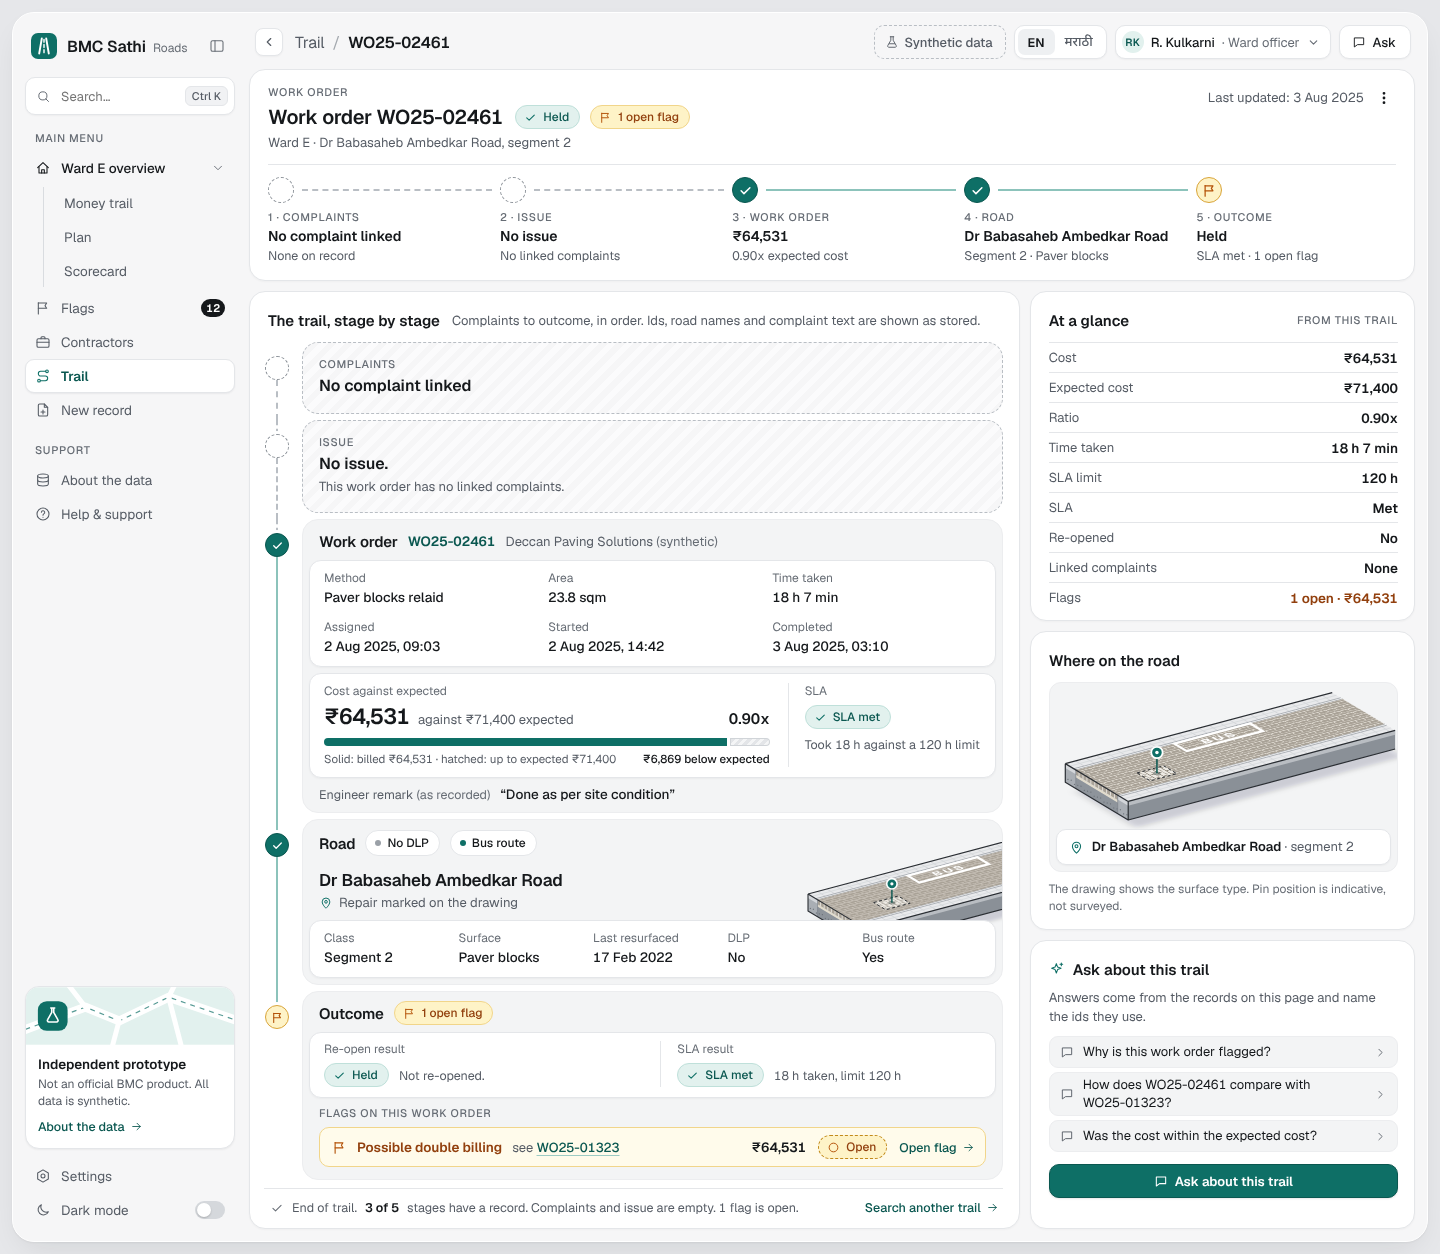 BMC Sathi Roads
Search... Ctrl K
MAIN MENU
Ward E overview
Money trail
Plan
Scorecard
Flags 12
Contractors
Trail
New record
SUPPORT
About the data
Help & support
Independent prototype
Not an official BMC product. All
data is synthetic.
About the data →
Settings
Dark mode
Trail / WO25-02461
Synthetic data
EN मराठी
RK R. Kulkarni · Ward officer
Ask
WORK ORDER
Work order WO25-02461 Held 1 open flag
Ward E · Dr Babasaheb Ambedkar Road, segment 2
Last updated: 3 Aug 2025
1 · COMPLAINTS
No complaint linked
None on record
2 · ISSUE
No issue
No linked complaints
3 · WORK ORDER
₹64,531
0.90x expected cost
4 · ROAD
Dr Babasaheb Ambedkar Road
Segment 2 · Paver blocks
5 · OUTCOME
Held
SLA met · 1 open flag
The trail, stage by stage Complaints to outcome, in order. Ids, road names and complaint text are shown as stored.
COMPLAINTS
No complaint linked
ISSUE
No issue.
This work order has no linked complaints.
Work order WO25-02461 Deccan Paving Solutions (synthetic)
Method Area Time taken
Paver blocks relaid 23.8 sqm 18 h 7 min
Assigned Started Completed
2 Aug 2025, 09:03 2 Aug 2025, 14:42 3 Aug 2025, 03:10
Cost against expected
₹64,531 against ₹71,400 expected 0.90x
Solid: billed ₹64,531 · hatched: up to expected ₹71,400 ₹6,869 below expected
SLA
SLA met
Took 18 h against a 120 h limit
Engineer remark (as recorded) “Done as per site condition”
Road No DLP Bus route
Dr Babasaheb Ambedkar Road
Repair marked on the drawing
BUS
Class Surface Last resurfaced DLP Bus route
Segment 2 Paver blocks 17 Feb 2022 No Yes
Outcome 1 open flag
Re-open result
Held Not re-opened.
SLA result
SLA met 18 h taken, limit 120 h
FLAGS ON THIS WORK ORDER
Possible double billing see WO25-01323 ₹64,531 Open Open flag →
End of trail. 3 of 5 stages have a record. Complaints and issue are empty. 1 flag is open.
Search another trail →
At a glance FROM THIS TRAIL
Cost ₹64,531
Expected cost ₹71,400
Ratio 0.90x
Time taken 18 h 7 min
SLA limit 120 h
SLA Met
Re-opened No
Linked complaints None
Flags 1 open · ₹64,531
Where on the road
BUS
Dr Babasaheb Ambedkar Road · segment 2
The drawing shows the surface type. Pin position is indicative,
not surveyed.
Ask about this trail
Answers come from the records on this page and name
the ids they use.
Why is this work order flagged?
How does WO25-02461 compare with
WO25-01323?
Was the cost within the expected cost?
Ask about this trail